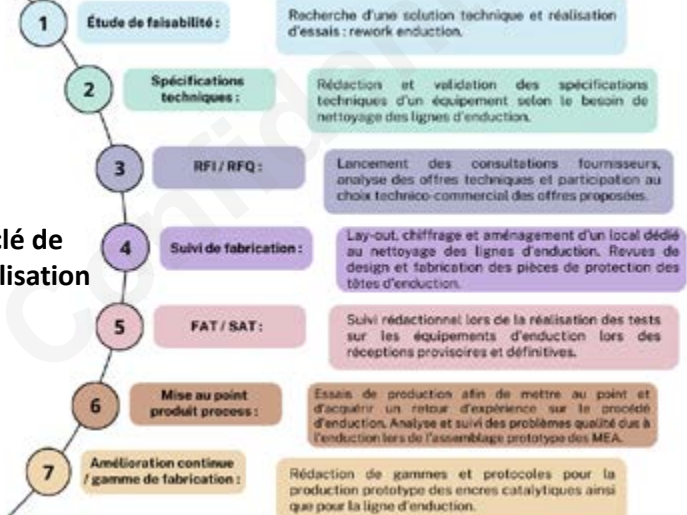 1
Étude de faisabilité :
Recherche d'une solution technique et réalisation
d'essais : rework enduction.
2
Spécifications
techniques :
Rédaction et validation des spécifications
techniques d'un équipement selon le besoin de
nettoyage des lignes d'enduction.
3
RFI / RFQ :
Lancement des consultations fournisseurs,
analyse des offres techniques et participation au
choix technico-commercial des offres proposées.
clé de
lisation
4
Suivi de fabrication :
Lay-out, chiffrage et aménagement d'un local dédié
au nettoyage des lignes d'enduction. Revues de
design et fabrication des pièces de protection des
têtes d'enduction.
5
FAT / SAT :
Suivi rédactionnel lors de la réalisation des tests
sur les équipements d'enduction lors des
réceptions provisoires et définitives.
6
Mise au point
produit process :
Essais de production afin de mettre au point et
d'acquérir un retour d'expérience sur le procédé
d'enduction. Analyse et suivi des problèmes qualité dus à
l'enduction lors de l'assemblage prototype des MEA.
7
Amélioration continue
/ gamme de fabrication :
Rédaction de gammes et protocoles pour la
production prototype des encres catalytiques ainsi
que pour la ligne d'enduction.